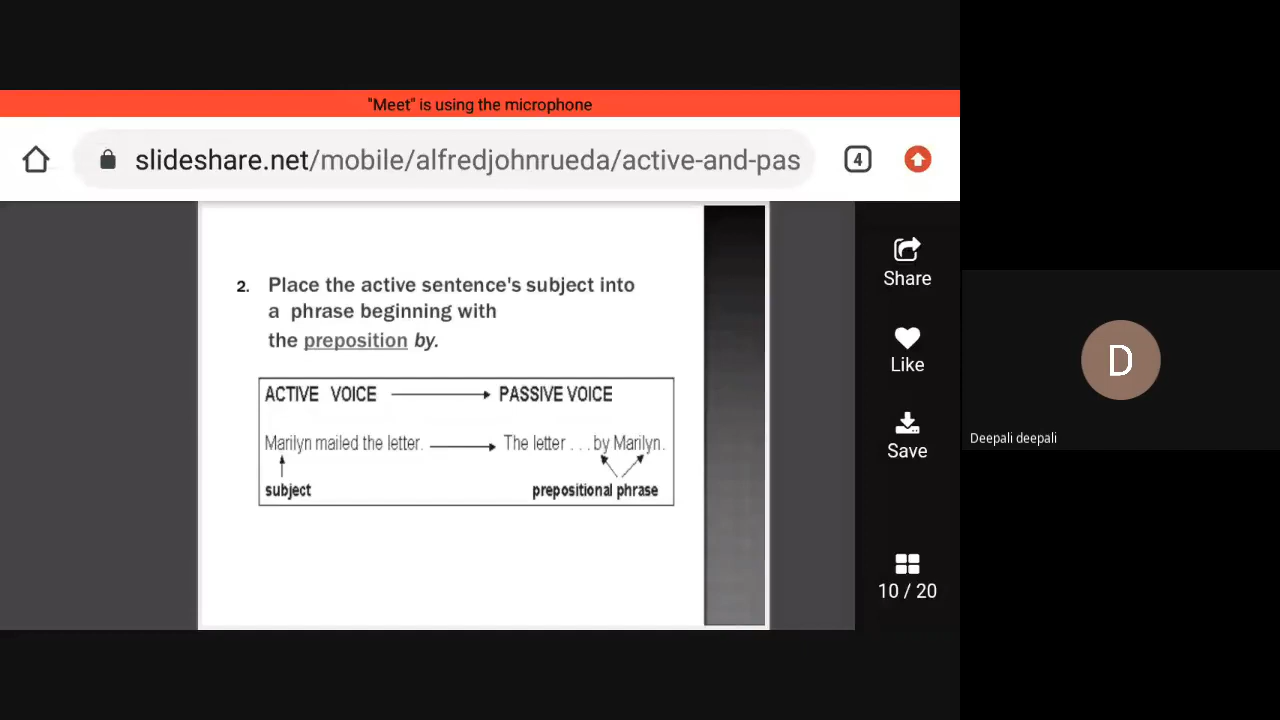 "Meet" is using the microphone
slideshare.net/mobile/alfredjohnrueda/active-and-pas
4
Share
Like
Save
10 / 20
2. Place the active sentence's subject into
a phrase beginning with
the preposition by.
ACTIVE VOICE PASSIVE VOICE
Marilyn mailed the letter. The letter . . . by Marilyn.
subject prepositional phrase
D
Deepali deepali